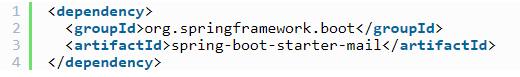 1 <dependency>
2   <groupId>org.springframework.boot</groupId>
3   <artifactId>spring-boot-starter-mail</artifactId>
4 </dependency>